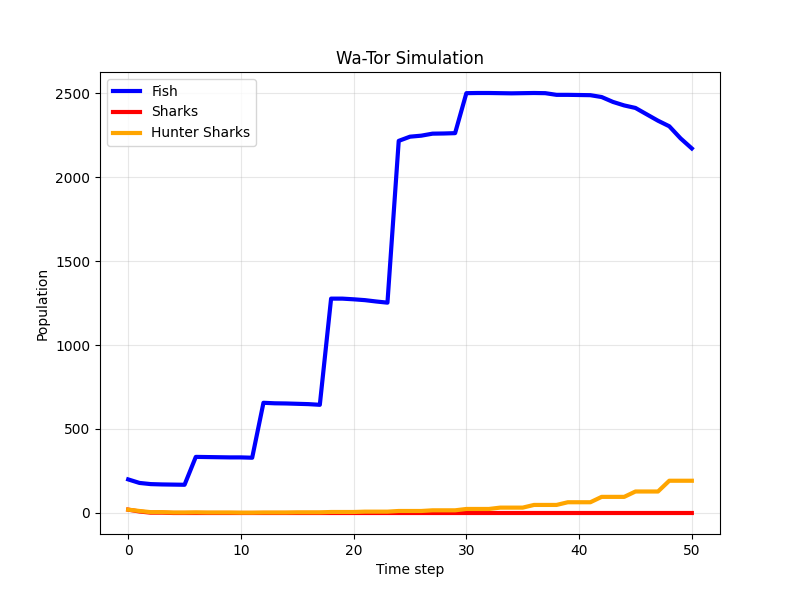 Wa-Tor Simulation
Fish
Sharks
Hunter Sharks
Population
2500
2000
1500
1000
500
0
0 10 20 30 40 50
Time step